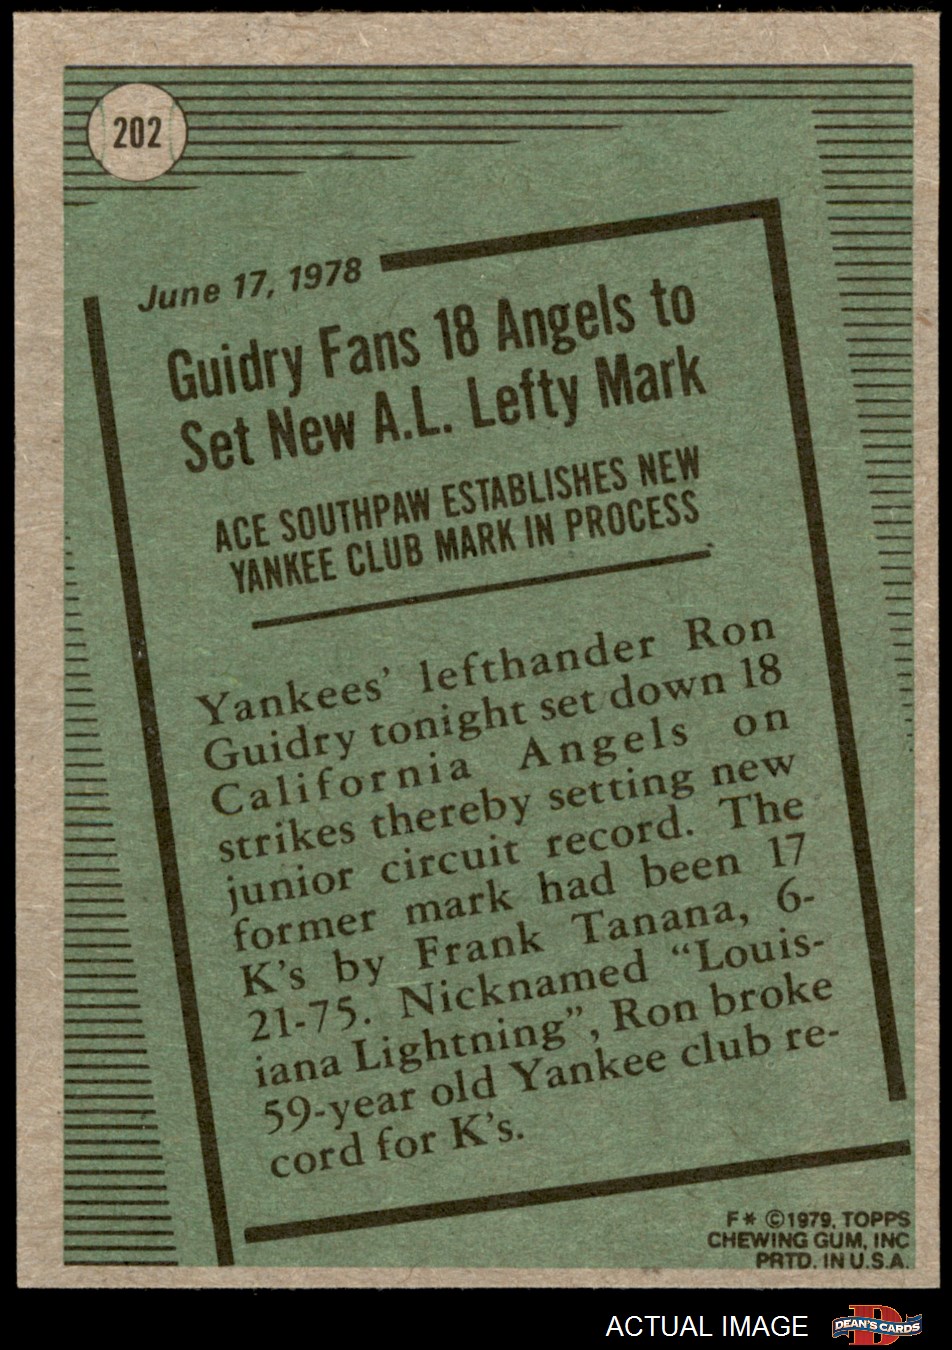 202
June 17, 1978
Guidry Fans 18 Angels to
Set New A.L. Lefty Mark
ACE SOUTHPAW ESTABLISHES NEW
YANKEE CLUB MARK IN PROCESS
Yankees' lefthander Ron
Guidry tonight set down 18
California Angels on
strikes thereby setting new
junior circuit record. The
former mark had been 17
K's by Frank Tanana, 6-
21-75. Nicknamed "Louis-
iana Lightning", Ron broke
59-year old Yankee club re-
cord for K's.
F* ©1979, TOPPS
CHEWING GUM, INC
PRTD. IN U.S.A.
ACTUAL IMAGE
D
DEAN'S CARDS